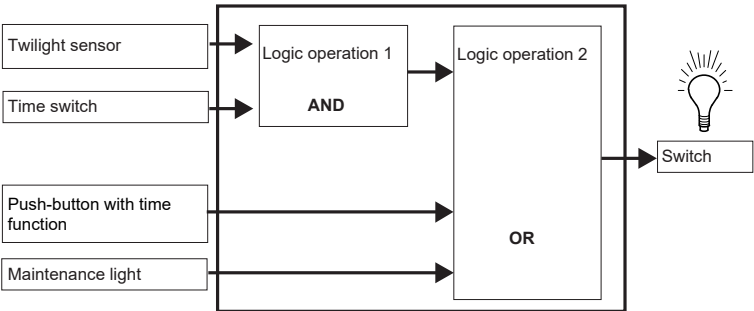 Twilight sensor
Logic operation 1
Logic operation 2
Time switch
AND
Switch
Push-button with time
function
OR
Maintenance light